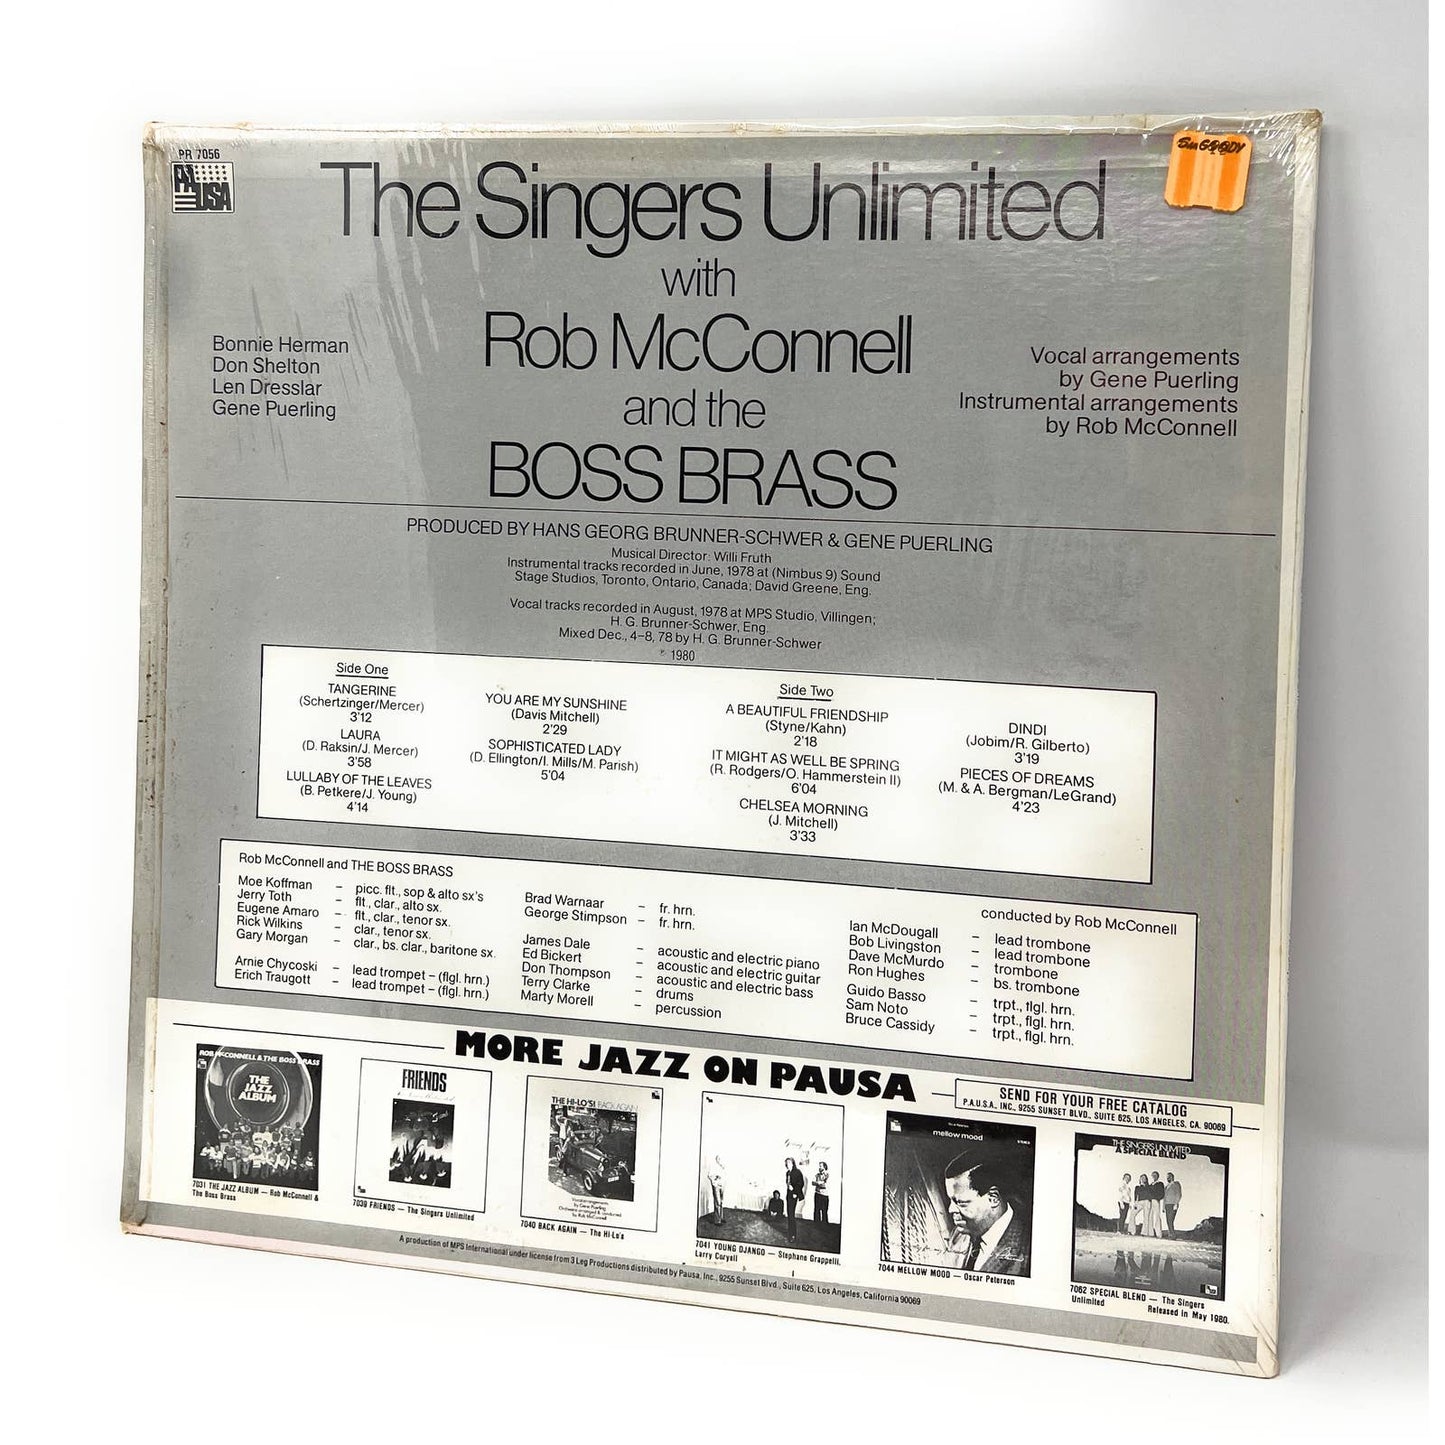 PR 7056
PAUSA
The Singers Unlimited
with
Rob McConnell
and the
BOSS BRASS
Bonnie Herman
Don Shelton
Len Dresslar
Gene Puerling
Vocal arrangements
by Gene Puerling
Instrumental arrangements
by Rob McConnell
PRODUCED BY HANS GEORG BRUNNER-SCHWER & GENE PUERLING
Musical Director: Willi Fruth
Instrumental tracks recorded in June, 1978 at (Nimbus 9) Sound
Stage Studios, Toronto, Ontario, Canada; David Greene, Eng.
Vocal tracks recorded in August, 1978 at MPS Studio, Villingen;
H. G. Brunner-Schwer, Eng.
Mixed Dec., 4–8, 78 by H. G. Brunner-Schwer
℗ 1980
Side One
TANGERINE
(Schertzinger/Mercer)
3'12
LAURA
(D. Raksin/J. Mercer)
3'58
LULLABY OF THE LEAVES
(B. Petkere/J. Young)
4'14
YOU ARE MY SUNSHINE
(Davis Mitchell)
2'29
SOPHISTICATED LADY
(D. Ellington/I. Mills/M. Parish)
5'04
Side Two
A BEAUTIFUL FRIENDSHIP
(Styne/Kahn)
2'18
IT MIGHT AS WELL BE SPRING
(R. Rodgers/O. Hammerstein II)
6'04
CHELSEA MORNING
(J. Mitchell)
3'33
DINDI
(Jobim/R. Gilberto)
3'19
PIECES OF DREAMS
(M. & A. Bergman/LeGrand)
4'23
Rob McConnell and THE BOSS BRASS
conducted by Rob McConnell
Moe Koffman – picc. flt., sop & alto sx's
Jerry Toth – flt., clar., alto sx.
Eugene Amaro – flt., clar., tenor sx.
Rick Wilkins – clar., tenor sx.
Gary Morgan – clar., bs. clar., baritone sx.
Arnie Chycoski – lead trumpet – (flgl. hrn.)
Erich Traugott – lead trumpet – (flgl. hrn.)
Brad Warnaar – fr. hrn.
George Stimpson – fr. hrn.
James Dale – acoustic and electric piano
Ed Bickert – acoustic and electric guitar
Don Thompson – acoustic and electric bass
Terry Clarke – drums
Marty Morell – percussion
Ian McDougall – lead trombone
Bob Livingston – lead trombone
Dave McMurdo – trombone
Ron Hughes – bs. trombone
Guido Basso – trpt., flgl. hrn.
Sam Noto – trpt., flgl. hrn.
Bruce Cassidy – trpt., flgl. hrn.
MORE JAZZ ON PAUSA
SEND FOR YOUR FREE CATALOG
P.A.U.S.A., INC., 9255 SUNSET BLVD., SUITE 625, LOS ANGELES, CA. 90069
ROB McCONNELL & THE BOSS BRASS
THE
JAZZ
ALBUM
7031 THE JAZZ ALBUM — Rob McConnell &
The Boss Brass
FRIENDS
7039 FRIENDS — The Singers Unlimited
THE HI-LO'S! BACK AGAIN
7040 BACK AGAIN — The Hi-Lo's
Young Django
7041 YOUNG DJANGO — Stephane Grappelli,
Larry Coryell
mellow mood
7044 MELLOW MOOD — Oscar Peterson
THE SINGERS UNLIMITED
A SPECIAL BLEND
7062 SPECIAL BLEND — The Singers
Unlimited Released in May 1980.
A production of MPS International under license from 3 Leg Productions distributed by Pausa, Inc., 9255 Sunset Blvd., Suite 625, Los Angeles, California 90069